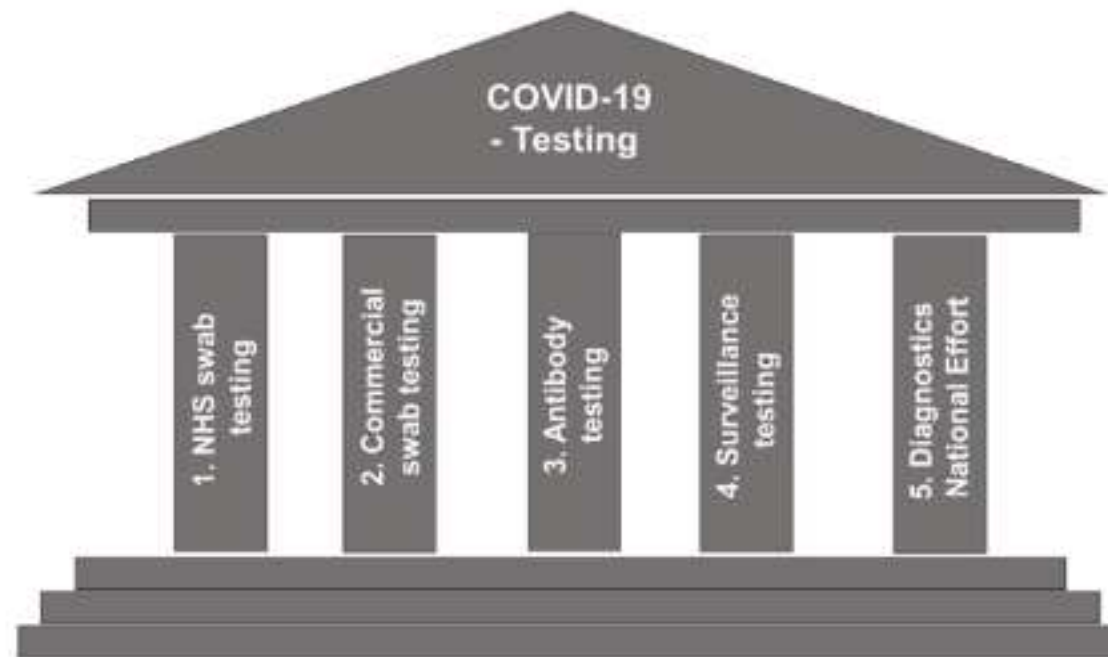 COVID-19
- Testing
1. NHS swab
testing
2. Commercial
swab testing
3. Antibody
testing
4. Surveillance
testing
5. Diagnostics
National Effort